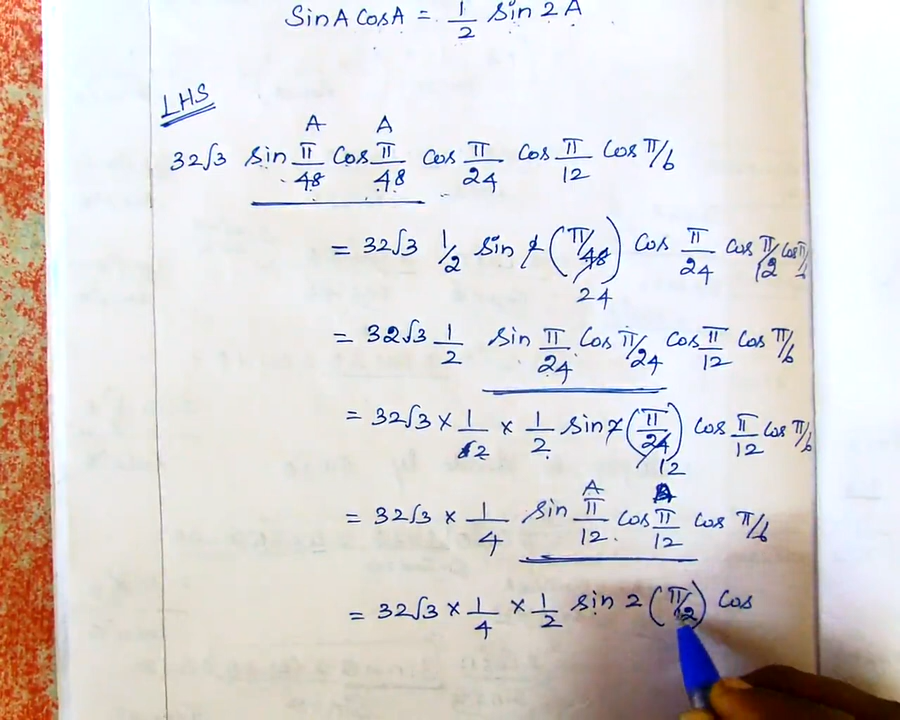 Sin A Cos A = 1/2 Sin 2A
LHS
A A
32√3 sin π/48 Cos π/48 Cos π/24 Cos π/12 Cos π/6
= 32√3 1/2 sin 2 (π/48) Cos π/24 Cos π/12 Cos π/
24
= 32√3 1/2 sin π/24 Cos π/24 Cos π/12 Cos π/6
= 32√3 × 1/2 × 1/2 sin 2 (π/24) Cos π/12 Cos π/6
12
A A
= 32√3 × 1/4 sin π/12 Cos π/12 Cos π/6
= 32√3 × 1/4 × 1/2 sin 2 (π/12) Cos